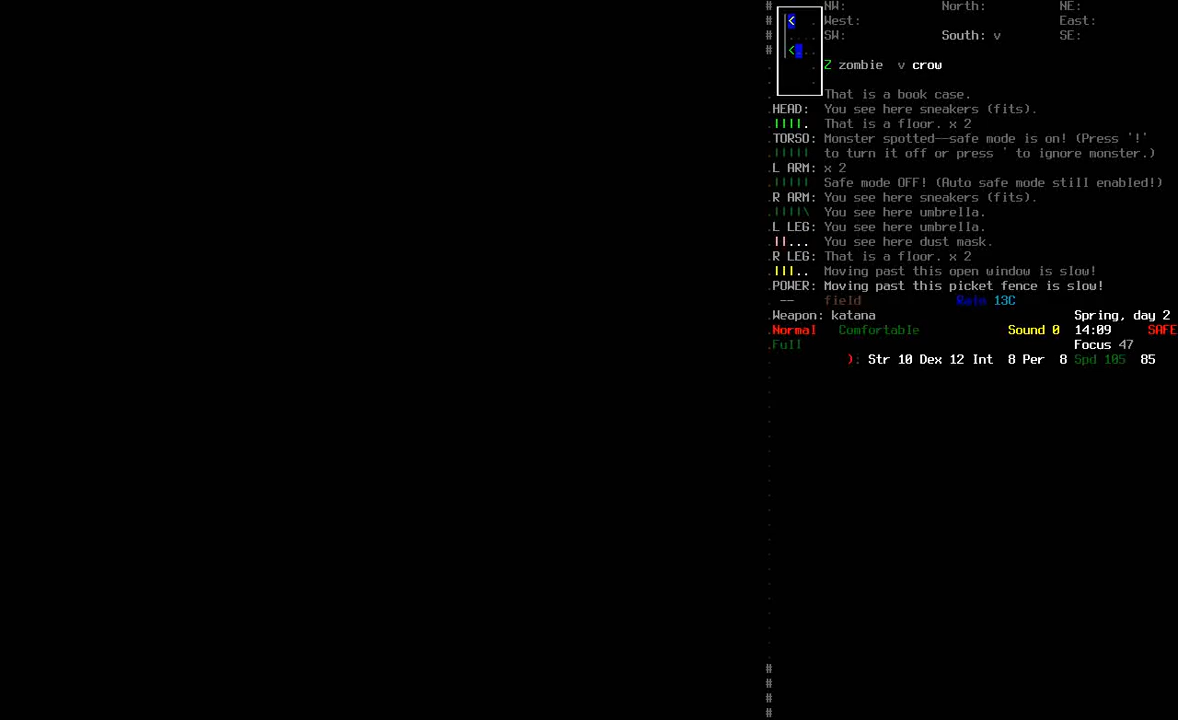 NW: North: NE:
West: East:
SW: South: v SE:
Z zombie v crow
That is a book case.
HEAD: You see here sneakers (fits).
||||. That is a floor. x 2
TORSO: Monster spotted--safe mode is on! (Press '!'
||||| to turn it off or press ' to ignore monster.)
L ARM: x 2
||||| Safe mode OFF! (Auto safe mode still enabled!)
R ARM: You see here sneakers (fits).
||||\ You see here umbrella.
L LEG: You see here umbrella.
||... You see here dust mask.
R LEG: That is a floor. x 2
|||.. Moving past this open window is slow!
POWER: Moving past this picket fence is slow!
-- field Rain 13C
Weapon: katana Spring, day 2
Normal Comfortable Sound 0 14:09 SAFE
Full Focus 47
): Str 10 Dex 12 Int 8 Per 8 Spd 105 85